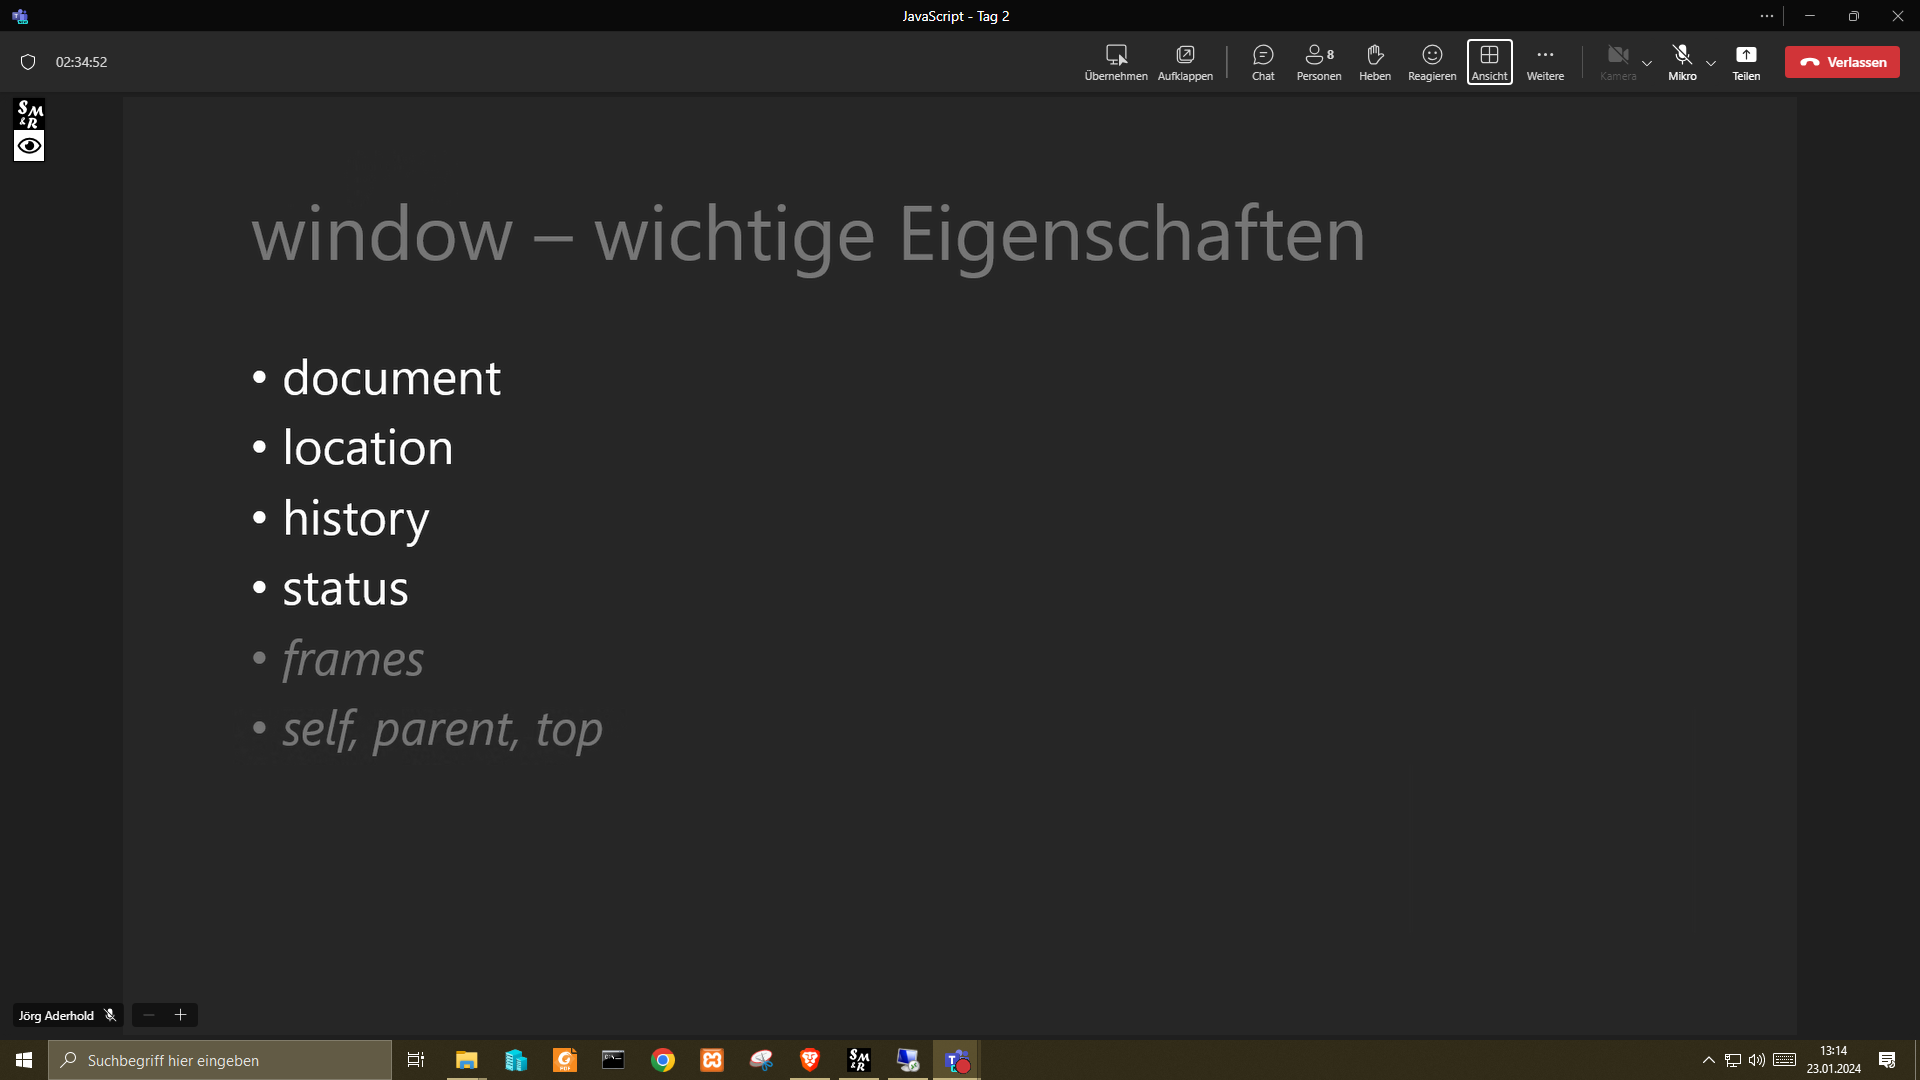 JavaScript - Tag 2
02:34:52
Übernehmen
Aufklappen
Chat
8
Personen
Heben
Reagieren
Ansicht
Weitere
Kamera
Mikro
Teilen
Verlassen
S M & R
window – wichtige Eigenschaften
• document
• location
• history
• status
• frames
• self, parent, top
Jörg Aderhold
Suchbegriff hier eingeben
PDF
S M & R
T
13:14
23.01.2024